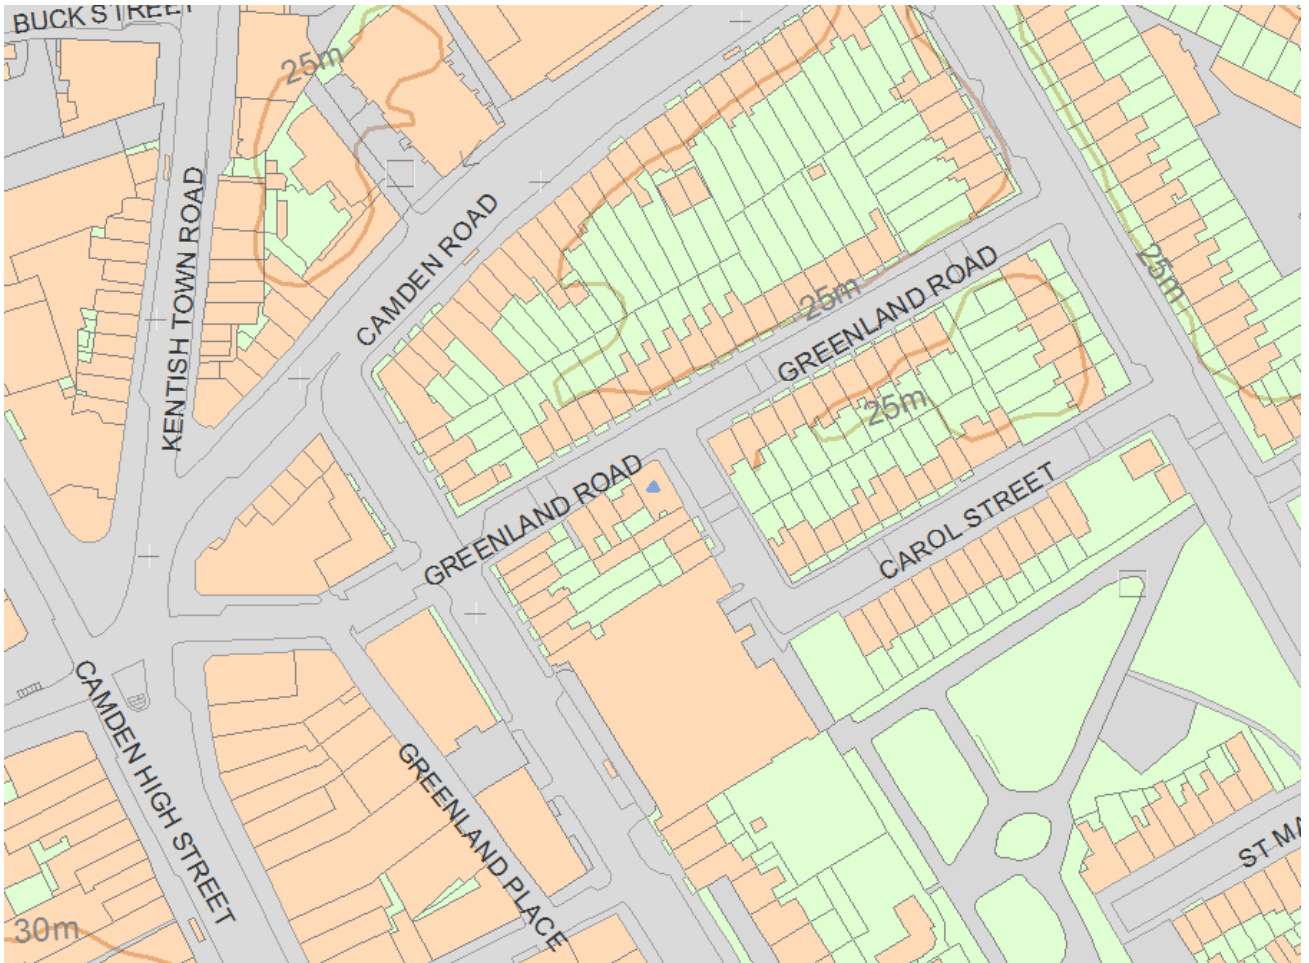 BUCK STREET
25m
KENTISH TOWN ROAD
CAMDEN ROAD
25m
25m
GREENLAND ROAD
25m
GREENLAND ROAD
CAROL STREET
CAMDEN HIGH STREET
GREENLAND PLACE
ST MA
30m